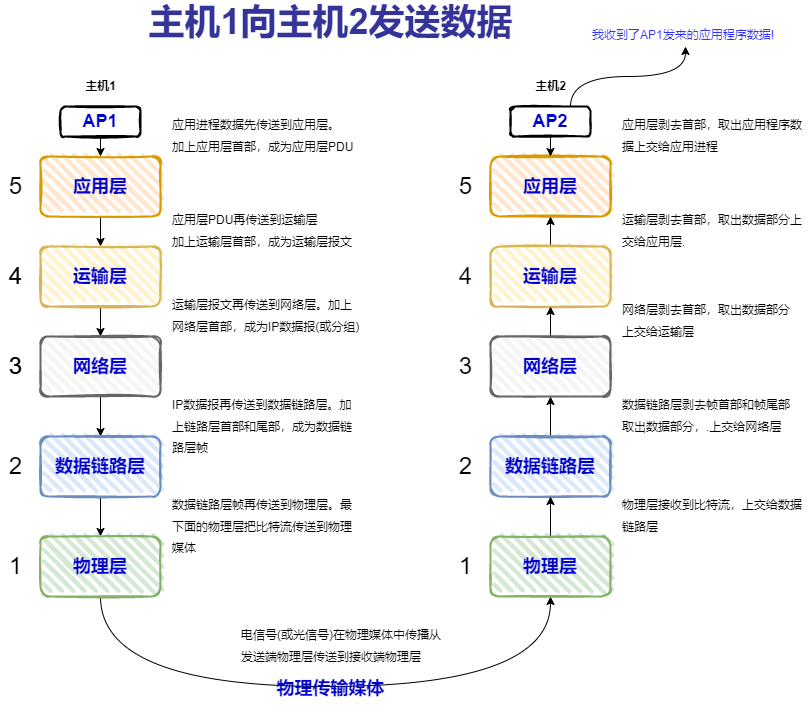 主机1向主机2发送数据
我收到了AP1发来的应用程序数据!
主机1
AP1
应用进程数据先传送到应用层。
加上应用层首部，成为应用层PDU
5
应用层
应用层PDU再传送到运输层
加上运输层首部，成为运输层报文
4
运输层
运输层报文再传送到网络层。加上
网络层首部，成为IP数据报(或分组)
3
网络层
IP数据报再传送到数据链路层。加
上链路层首部和尾部，成为数据链
路层帧
2
数据链路层
数据链路层帧再传送到物理层。最
下面的物理层把比特流传送到物理
媒体
1
物理层
主机2
AP2
应用层剥去首部，取出应用程序数
据上交给应用进程
5
应用层
运输层剥去首部，取出数据部分上
交给应用层.
4
运输层
网络层剥去首部，取出数据部分
上交给运输层
3
网络层
数据链路层剥去帧首部和帧尾部
取出数据部分，.上交给网络层
2
数据链路层
物理层接收到比特流，上交给数据
链路层
1
物理层
电信号(或光信号)在物理媒体中传播从
发送端物理层传送到接收端物理层
物理传输媒体